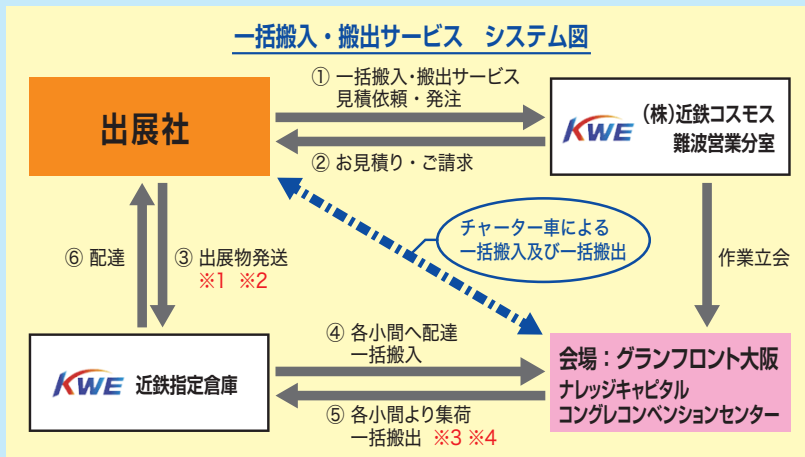 一括搬入・搬出サービス　システム図
出展社
① 一括搬入・搬出サービス
見積依頼・発注
② お見積り・ご請求
KWE (株)近鉄コスモス
難波営業分室
チャーター車による
一括搬入及び一括搬出
⑥ 配達
③ 出展物発送
※1 ※2
作業立会
KWE 近鉄指定倉庫
④ 各小間へ配達
一括搬入
⑤ 各小間より集荷
一括搬出 ※3 ※4
会場：グランフロント大阪
ナレッジキャピタル
コングレコンベンションセンター